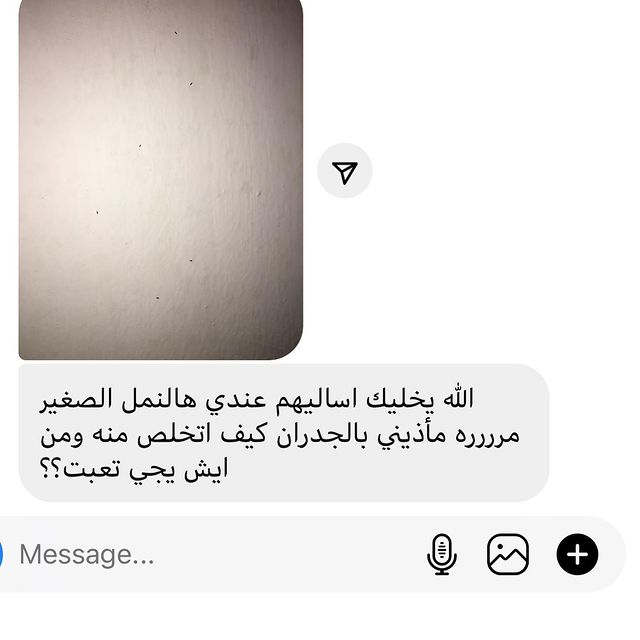 الله يخليك اساليهم عندي هالنمل الصغير
مرررره مأذيني بالجدران كيف اتخلص منه ومن
ايش يجي تعبت؟؟
Message...